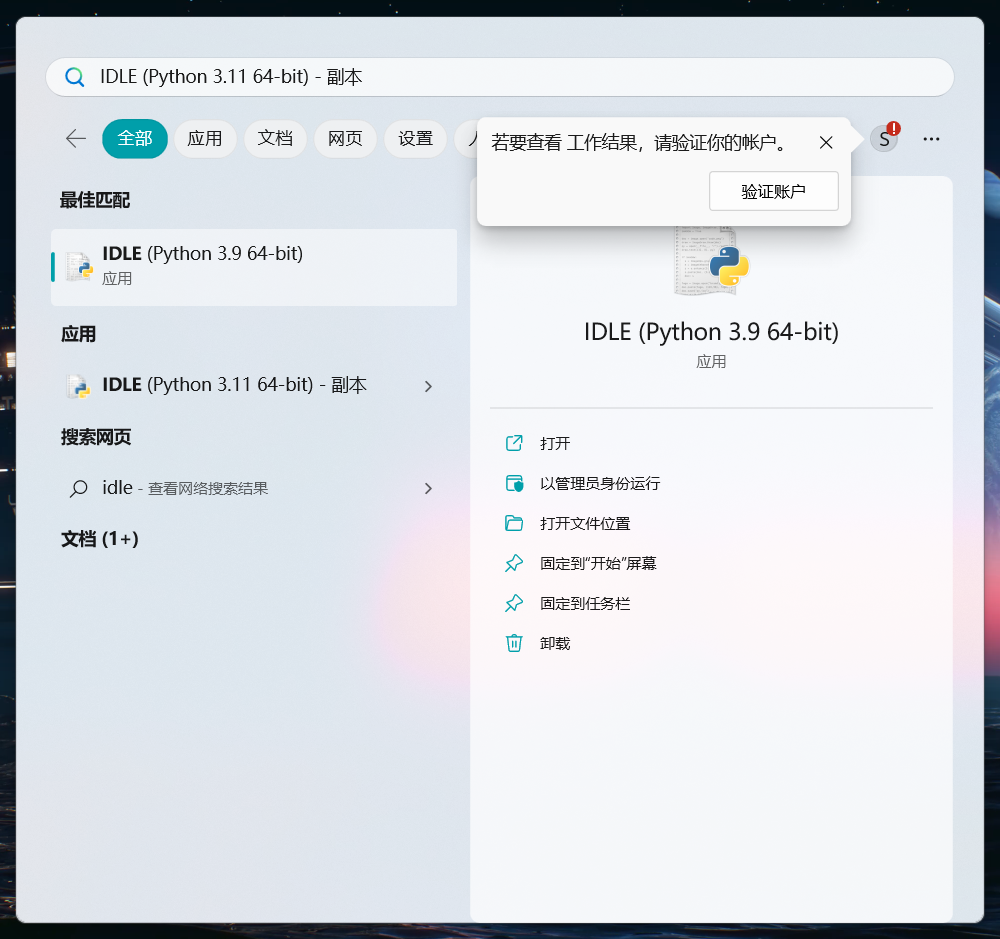 IDLE (Python 3.11 64-bit) - 副本
全部
应用
文档
网页
设置
若要查看 工作结果，请验证你的帐户。
验证账户
S
最佳匹配
IDLE (Python 3.9 64-bit)
应用
应用
IDLE (Python 3.11 64-bit) - 副本
搜索网页
idle - 查看网络搜索结果
文档 (1+)
IDLE (Python 3.9 64-bit)
应用
打开
以管理员身份运行
打开文件位置
固定到“开始”屏幕
固定到任务栏
卸载